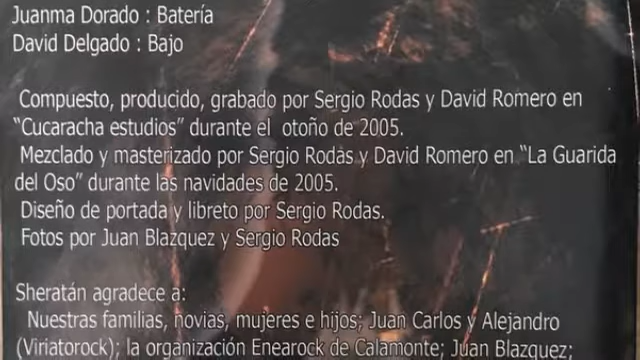 Juanma Dorado : Batería
David Delgado : Bajo
Compuesto, producido, grabado por Sergio Rodas y David Romero en
“Cucaracha estudios” durante el otoño de 2005.
Mezclado y masterizado por Sergio Rodas y David Romero en “La Guarida
del Oso” durante las navidades de 2005.
Diseño de portada y libreto por Sergio Rodas.
Fotos por Juan Blazquez y Sergio Rodas
Sheratán agradece a:
Nuestras familias, novias, mujeres e hijos; Juan Carlos y Alejandro
(Viriatorock); la organización Enearock de Calamonte; Juan Blazquez;